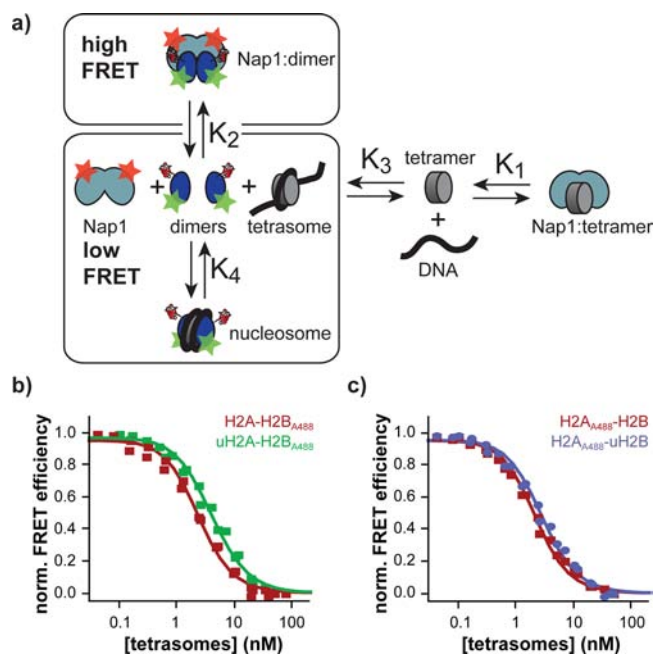 a)
high
FRET
Nap1:dimer
K2
Nap1
dimers
tetrasome
low
FRET
K4
nucleosome
K3
tetramer
K1
DNA
Nap1:tetramer
b)
H2A-H2BA488
uH2A-H2BA488
norm. FRET efficiency
1.0
0.8
0.6
0.4
0.2
0.0
0.1 1 10 100
[tetrasomes] (nM)
c)
H2AA488-H2B
H2AA488-uH2B
norm. FRET efficiency
1.0
0.8
0.6
0.4
0.2
0.0
0.1 1 10 100
[tetrasomes] (nM)